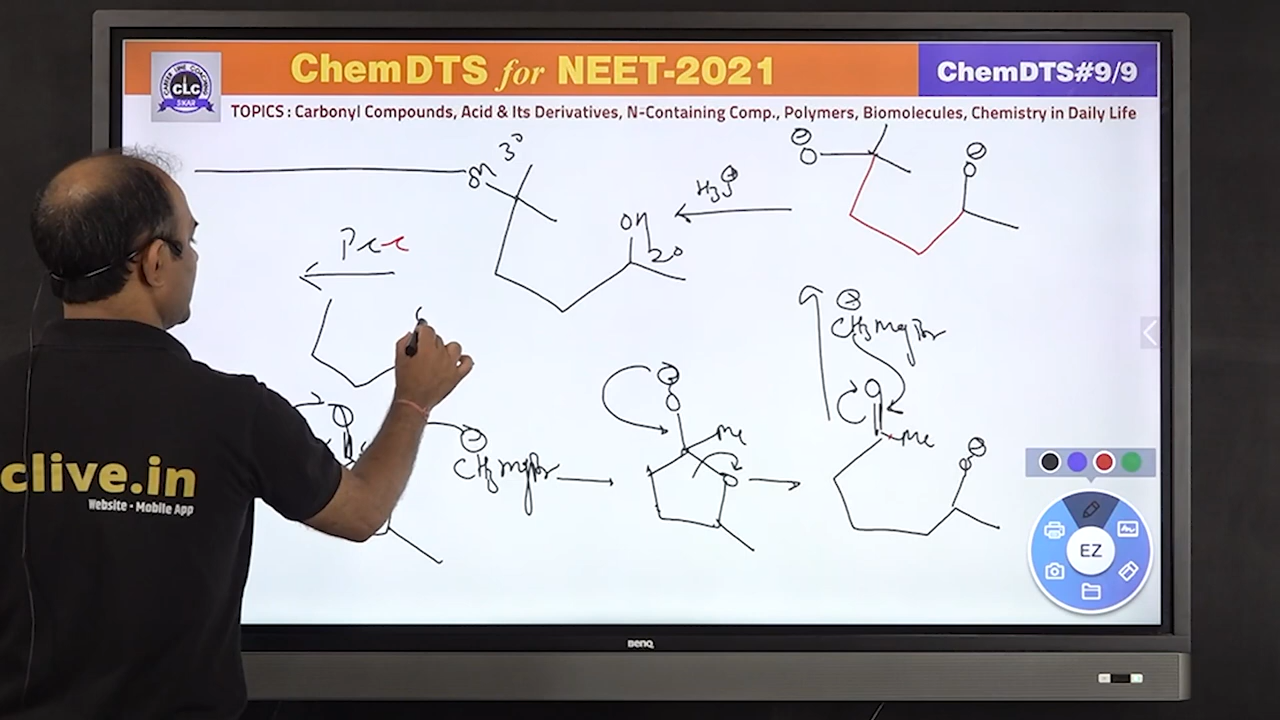 ChemDTS for NEET-2021
ChemDTS#9/9
CLC
SIKAR
TOPICS : Carbonyl Compounds, Acid & Its Derivatives, N-Containing Comp., Polymers, Biomolecules, Chemistry in Daily Life
OH 3°
OH
2°
H3O⊕
⊖
O
⊖
O
PCC
⊖
CH3MgBr
O
Me
⊖
O
⊖
O
Me
O
O
⊖
CH3MgBr
clive.in
Website • Mobile App
EZ
BenQ